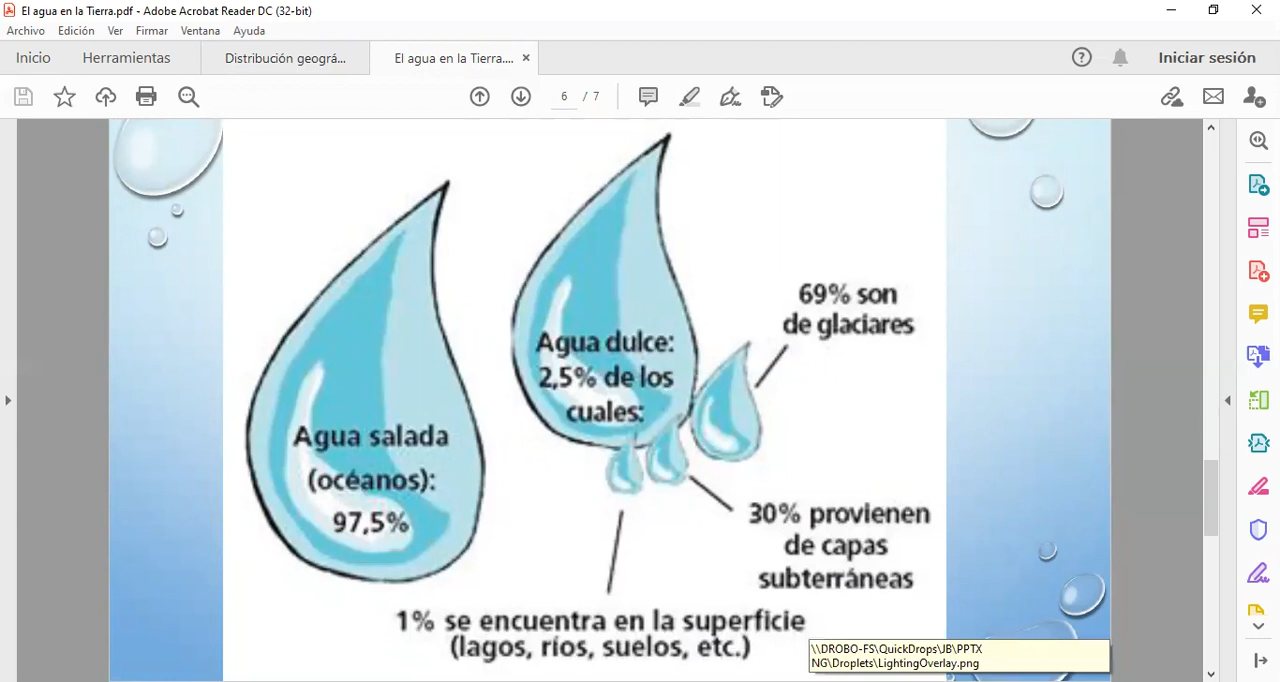 El agua en la Tierra.pdf - Adobe Acrobat Reader DC (32-bit)
Archivo Edición Ver Firmar Ventana Ayuda
Inicio Herramientas Distribución geográ... El agua en la Tierra.... × Iniciar sesión
6 / 7
69% son
de glaciares
Agua dulce:
2,5% de los
cuales:
Agua salada
(océanos):
97,5%
30% provienen
de capas
subterráneas
1% se encuentra en la superficie
(lagos, ríos, suelos, etc.)
\\DROBO-FS\QuickDrops\JB\PPTX
NG\Droplets\LightingOverlay.png